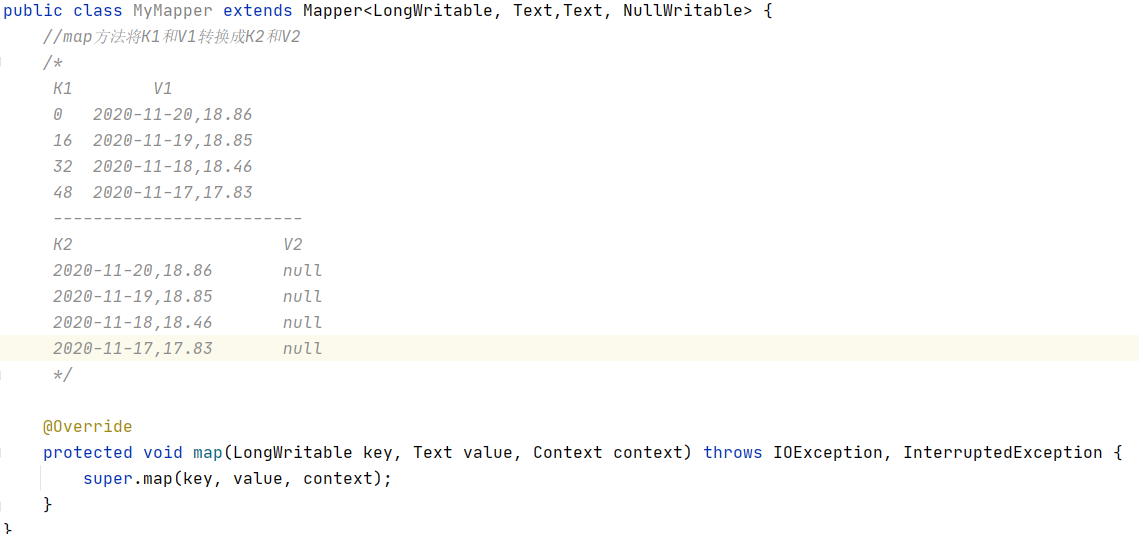 public class MyMapper extends Mapper<LongWritable, Text,Text, NullWritable> {
//map方法将K1和V1转换成K2和V2
/*
K1 V1
0 2020-11-20,18.86
16 2020-11-19,18.85
32 2020-11-18,18.46
48 2020-11-17,17.83
-------------------------
K2 V2
2020-11-20,18.86 null
2020-11-19,18.85 null
2020-11-18,18.46 null
2020-11-17,17.83 null
*/
@Override
protected void map(LongWritable key, Text value, Context context) throws IOException, InterruptedException {
super.map(key, value, context);
}
}